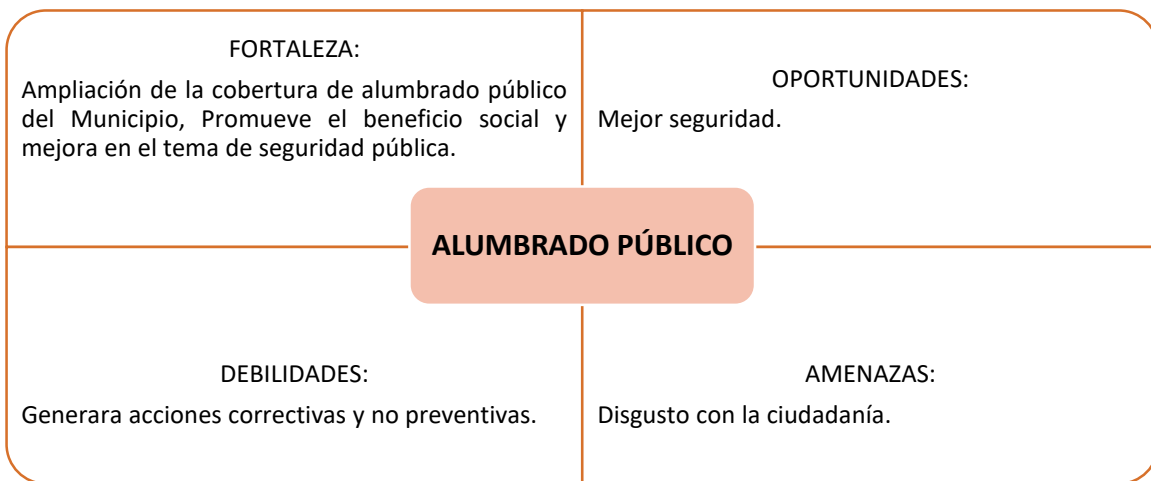 FORTALEZA:
Ampliación de la cobertura de alumbrado público
del Municipio, Promueve el beneficio social y
mejora en el tema de seguridad pública.
OPORTUNIDADES:
Mejor seguridad.
ALUMBRADO PÚBLICO
DEBILIDADES:
Generara acciones correctivas y no preventivas.
AMENAZAS:
Disgusto con la ciudadanía.